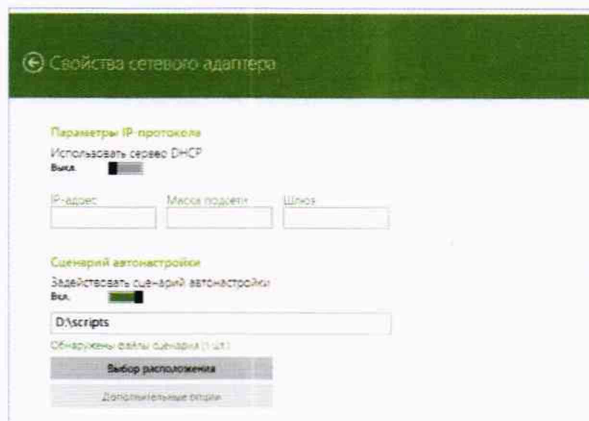 Свойства сетевого адаптера
Параметры IP-протокола
Использовать сервер DHCP
Выкл.
IP-адрес Маска подсети Шлюз
Сценарий автонастройки
Задействовать сценарий автонастройки
Вкл.
D:\scripts
Обнаружены файлы сценария (1 шт.)
Выбор расположения
Дополнительные опции